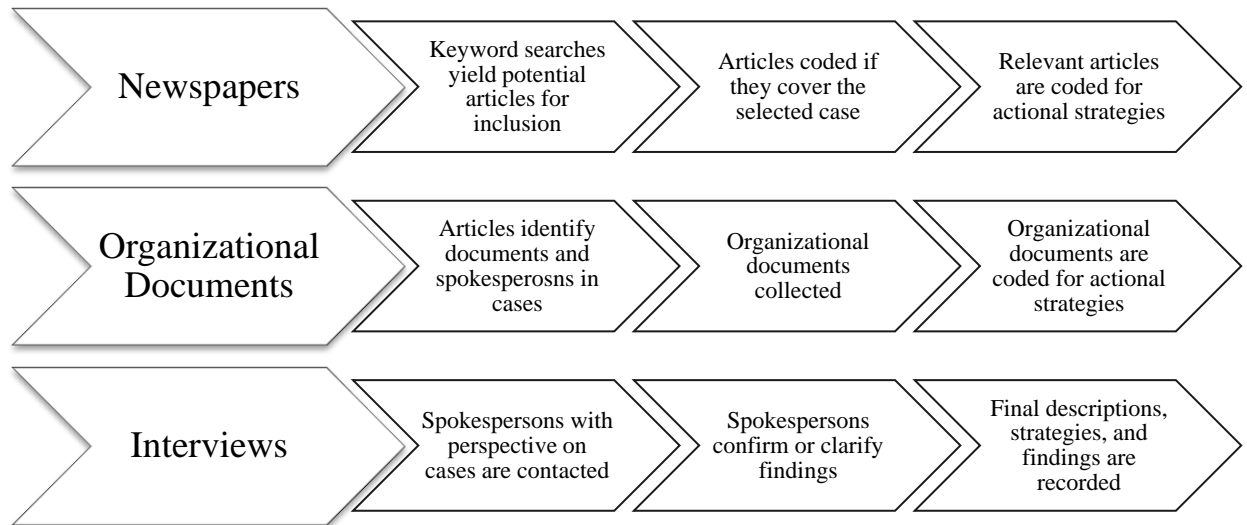 Newspapers
Keyword searches
yield potential
articles for
inclusion
Articles coded if
they cover the
selected case
Relevant articles
are coded for
actional strategies
Organizational
Documents
Articles identify
documents and
spokesperosns in
cases
Organizational
documents
collected
Organizational
documents are
coded for actional
strategies
Interviews
Spokespersons with
perspective on
cases are contacted
Spokespersons
confirm or clarify
findings
Final descriptions,
strategies, and
findings are
recorded